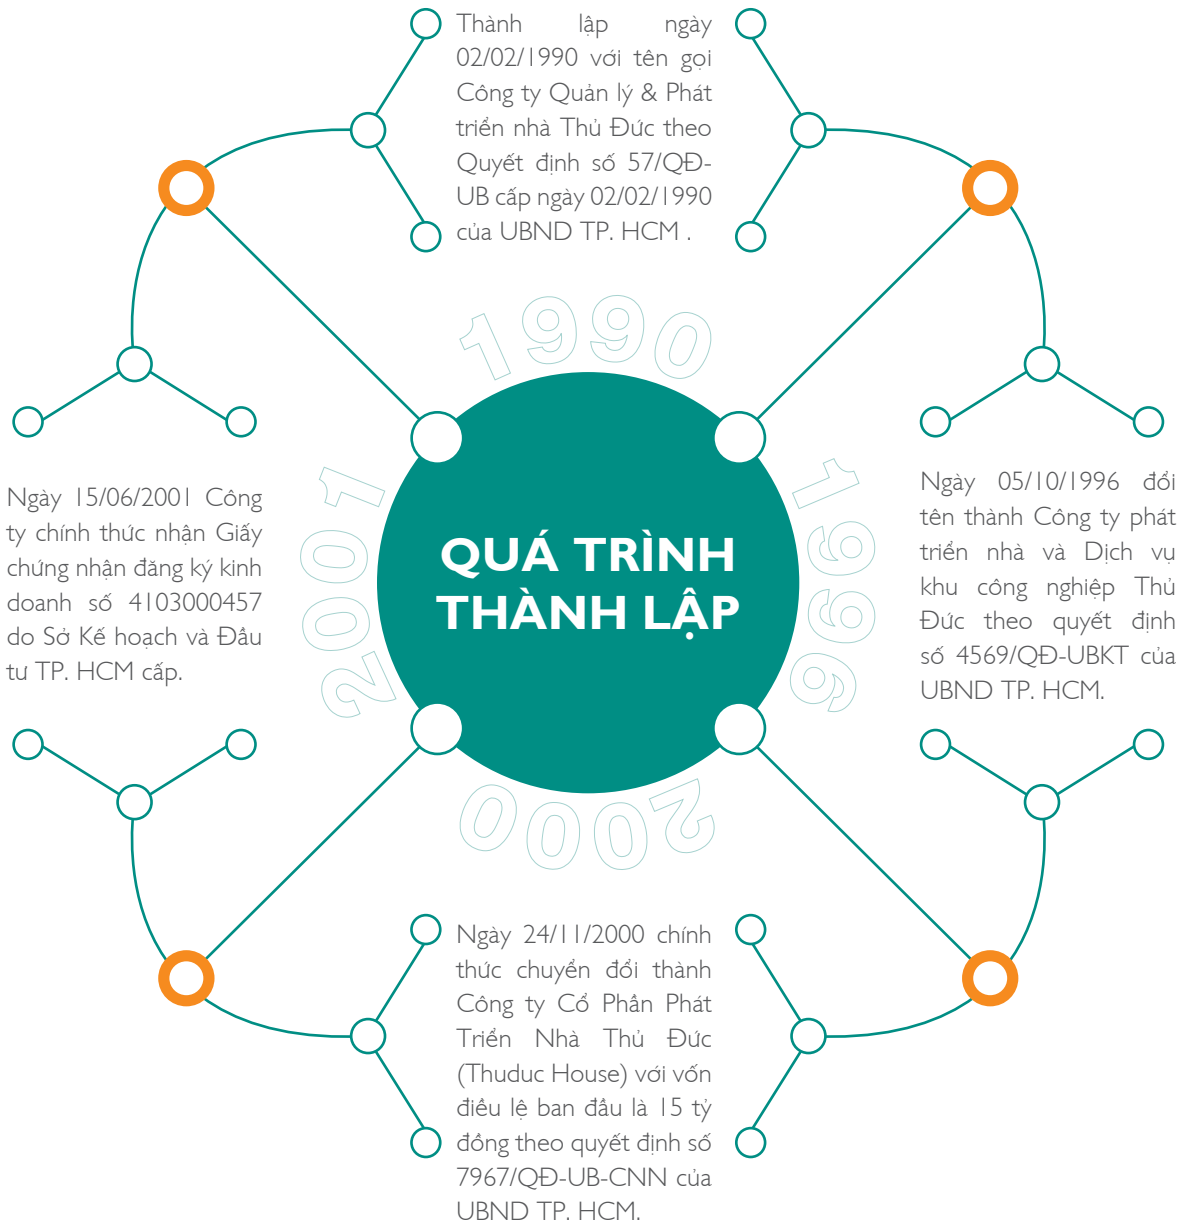 Thành lập ngày
02/02/1990 với tên gọi
Công ty Quản lý & Phát
triển nhà Thủ Đức theo
Quyết định số 57/QĐ-
UB cấp ngày 02/02/1990
của UBND TP. HCM .
1990
QUÁ TRÌNH
THÀNH LẬP
1996
Ngày 05/10/1996 đổi
tên thành Công ty phát
triển nhà và Dịch vụ
khu công nghiệp Thủ
Đức theo quyết định
số 4569/QĐ-UBKT của
UBND TP. HCM.
2000
Ngày 24/11/2000 chính
thức chuyển đổi thành
Công ty Cổ Phần Phát
Triển Nhà Thủ Đức
(Thuduc House) với vốn
điều lệ ban đầu là 15 tỷ
đồng theo quyết định số
7967/QĐ-UB-CNN của
UBND TP. HCM.
2001
Ngày 15/06/2001 Công
ty chính thức nhận Giấy
chứng nhận đăng ký kinh
doanh số 4103000457
do Sở Kế hoạch và Đầu
tư TP. HCM cấp.